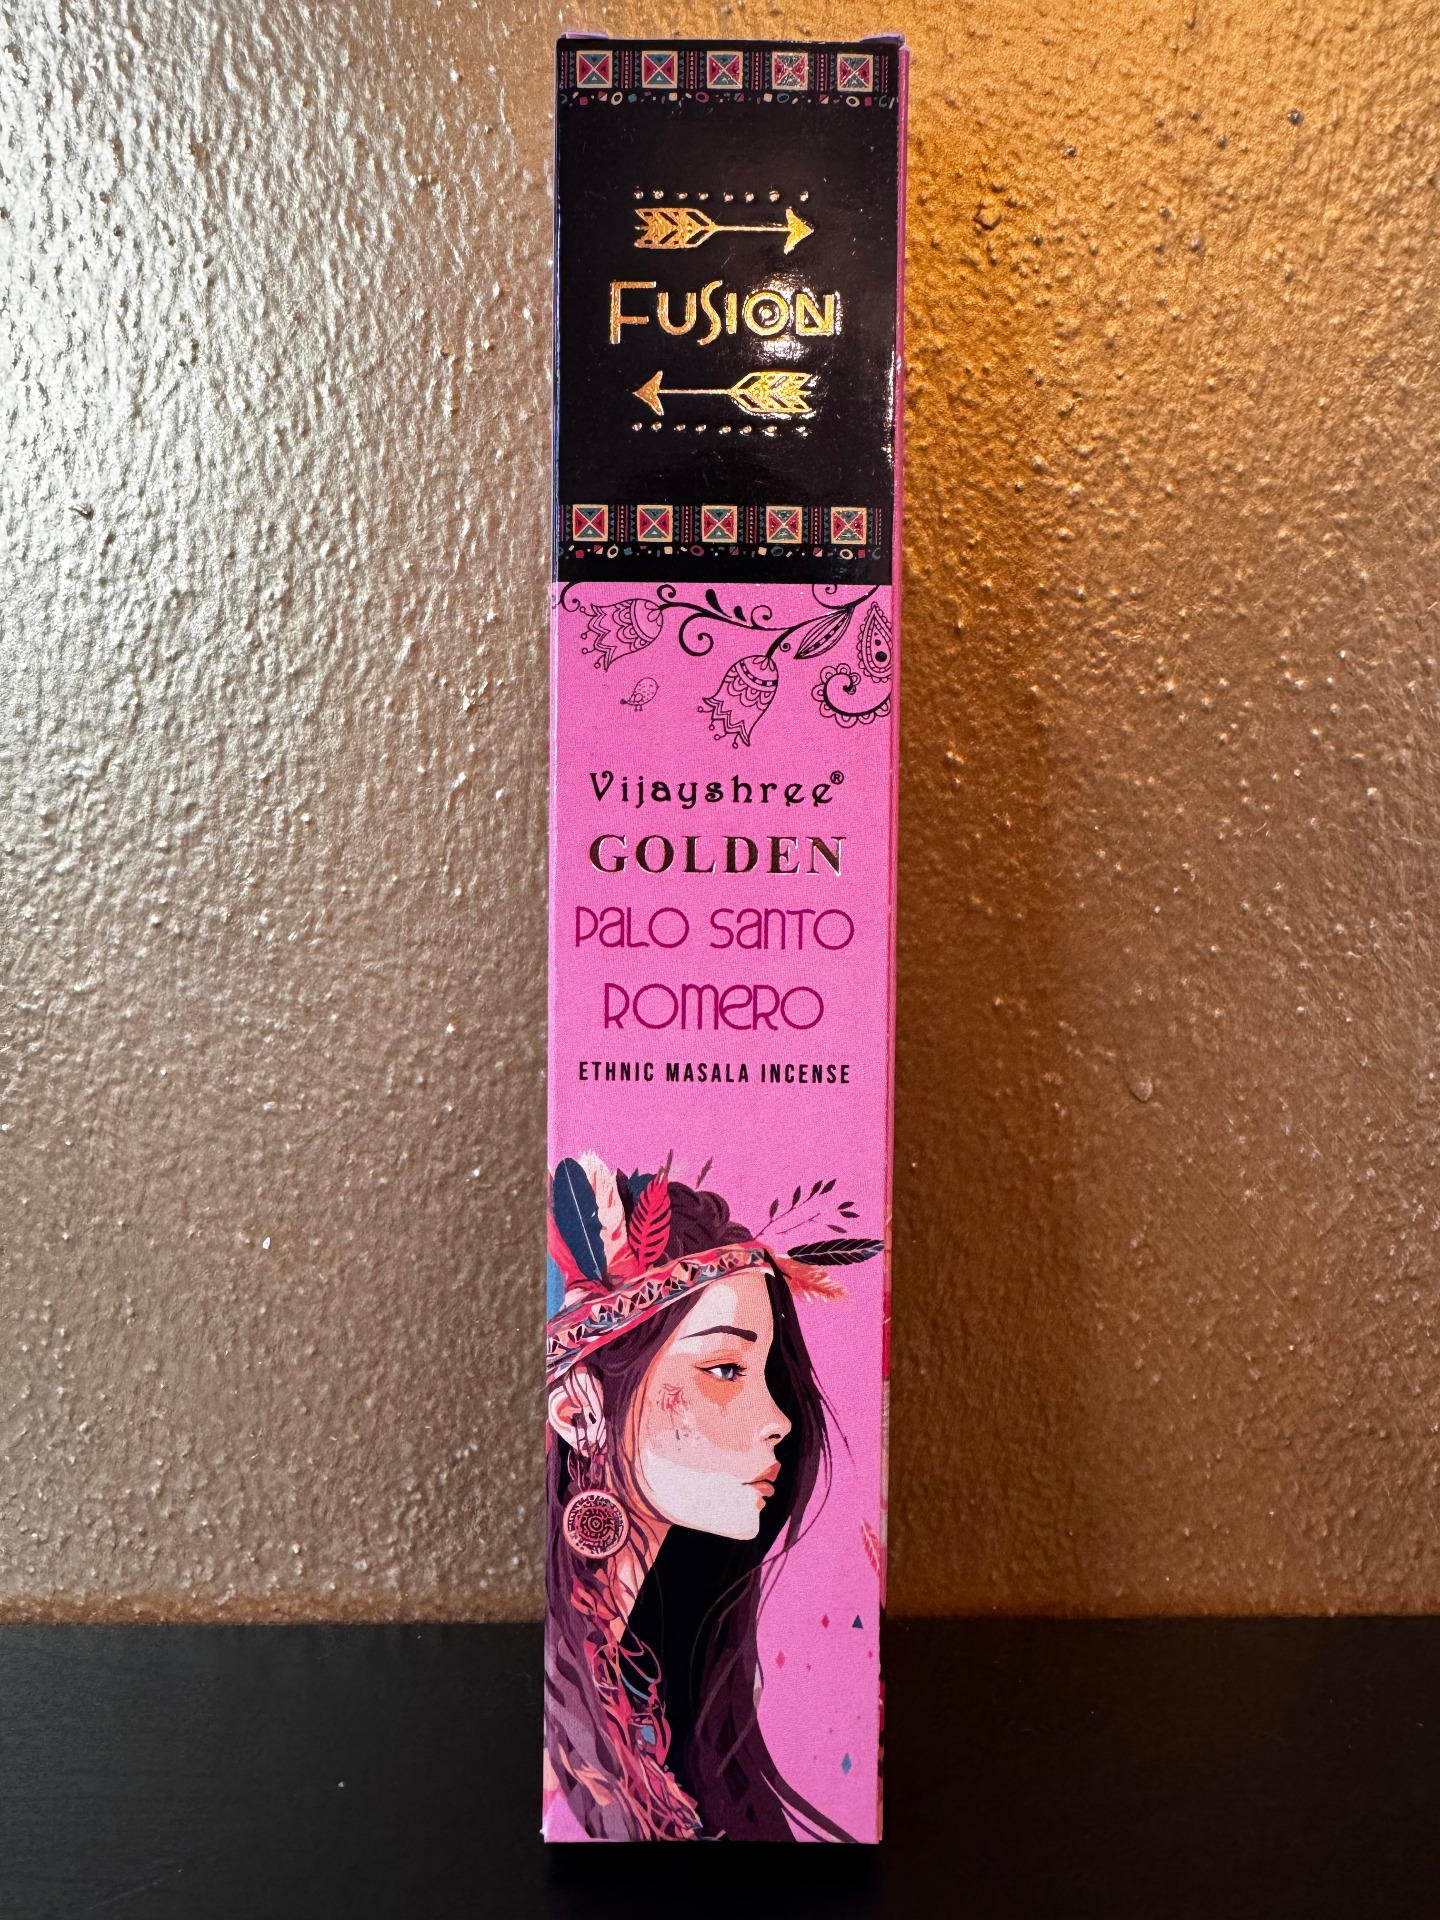 FUSION
Vijayshree®
GOLDEN
PALO SANTO
ROMERO
ETHNIC MASALA INCENSE